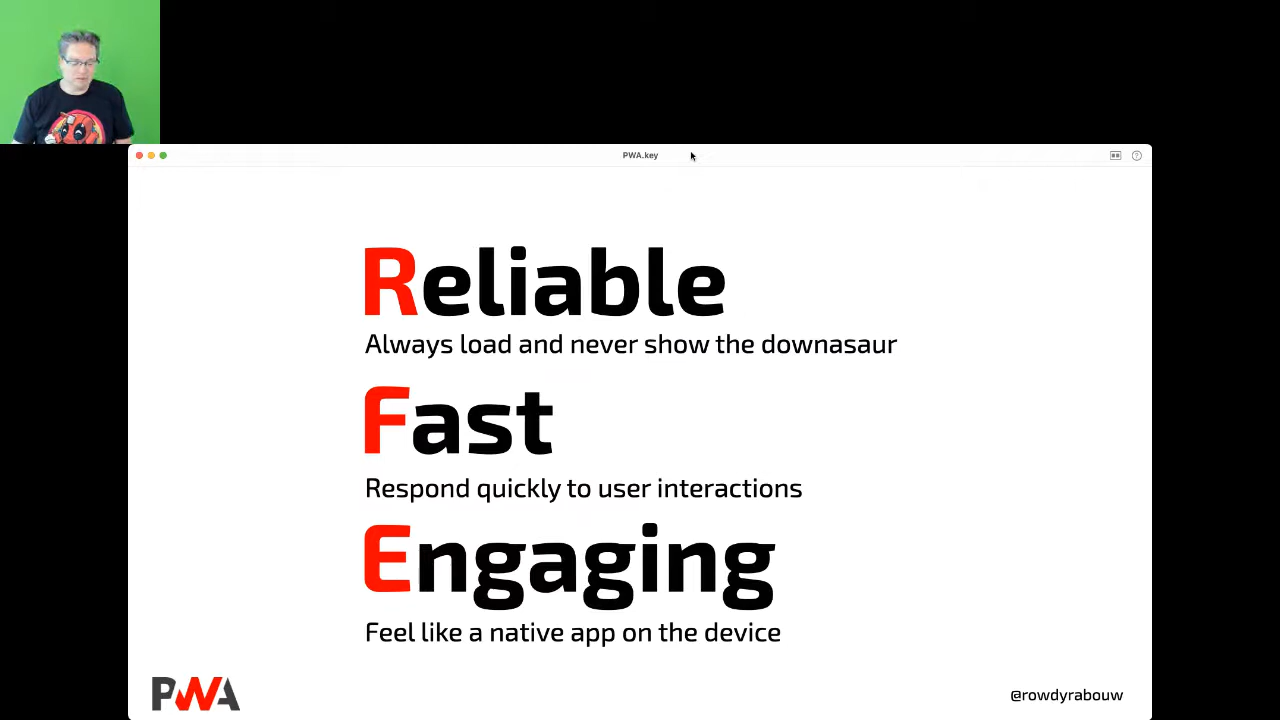 PWA.key
Reliable
Always load and never show the downasaur
Fast
Respond quickly to user interactions
Engaging
Feel like a native app on the device
PWA
@rowdyrabouw